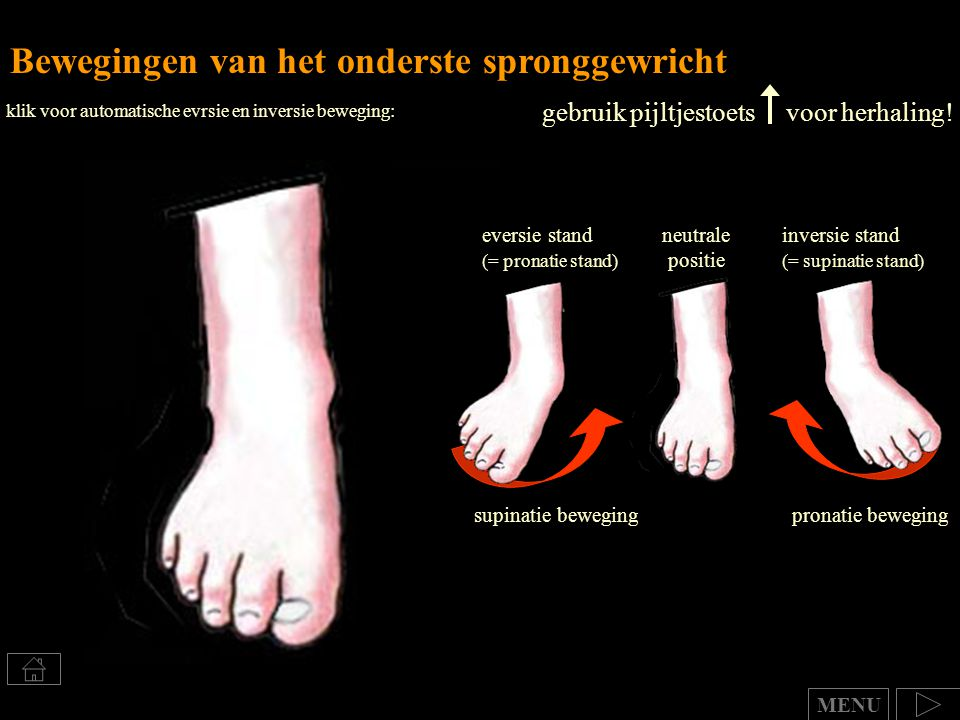 Bewegingen van het onderste spronggewricht
klik voor automatische evrsie en inversie beweging:
gebruik pijltjestoets voor herhaling!
eversie stand
(= pronatie stand)
neutrale
positie
inversie stand
(= supinatie stand)
supinatie beweging
pronatie beweging
MENU